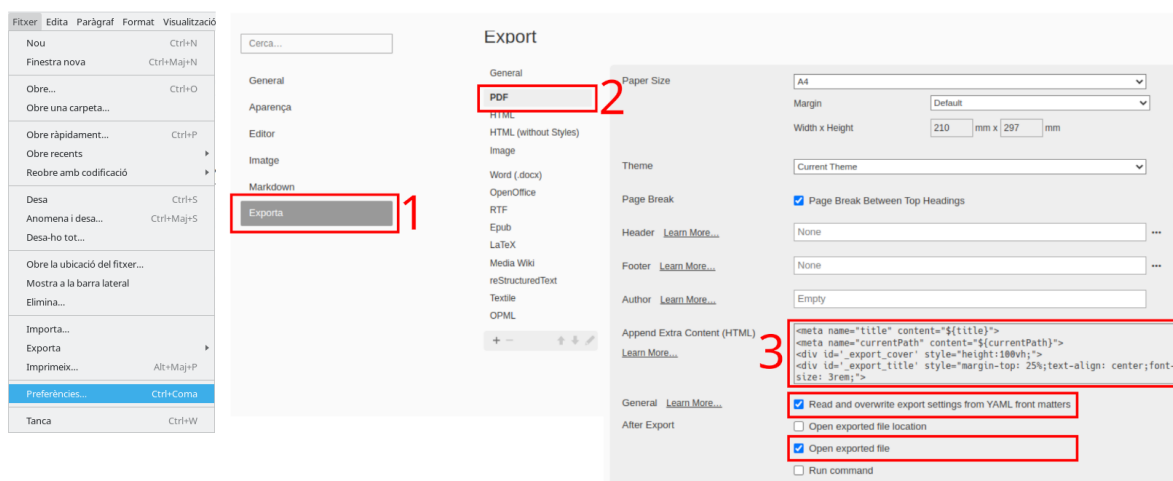 Fitxer Edita Paràgraf Format Visualització
Nou Ctrl+N
Finestra nova Ctrl+Maj+N
Obre... Ctrl+O
Obre una carpeta...
Obre ràpidament... Ctrl+P
Obre recents
Reobre amb codificació
Desa Ctrl+S
Anomena i desa... Ctrl+Maj+S
Desa-ho tot...
Obre la ubicació del fitxer...
Mostra a la barra lateral
Elimina...
Importa...
Exporta
Imprimeix... Alt+Maj+P
Preferències... Ctrl+Coma
Tanca Ctrl+W
Cerca...
General
Aparença
Editor
Imatge
Markdown
Exporta
1
Export
General
PDF
2
HTML
HTML (without Styles)
Image
Word (.docx)
OpenOffice
RTF
Epub
LaTeX
Media Wiki
reStructuredText
Textile
OPML
+ −
Paper Size A4
Margin Default
Width x Height 210 mm x 297 mm
Theme Current Theme
Page Break Page Break Between Top Headings
Header Learn More... None •••
Footer Learn More... None •••
Author Learn More... Empty
Append Extra Content (HTML)
Learn More...
3
<meta name="title" content="${title}">
<meta name="currentPath" content="${currentPath}">
<div id='_export_cover' style="height:100vh;">
<div id='_export_title' style="margin-top: 25%;text-align: center;font-
size: 3rem;">
General Learn More... Read and overwrite export settings from YAML front matters
After Export Open exported file location
Open exported file
Run command